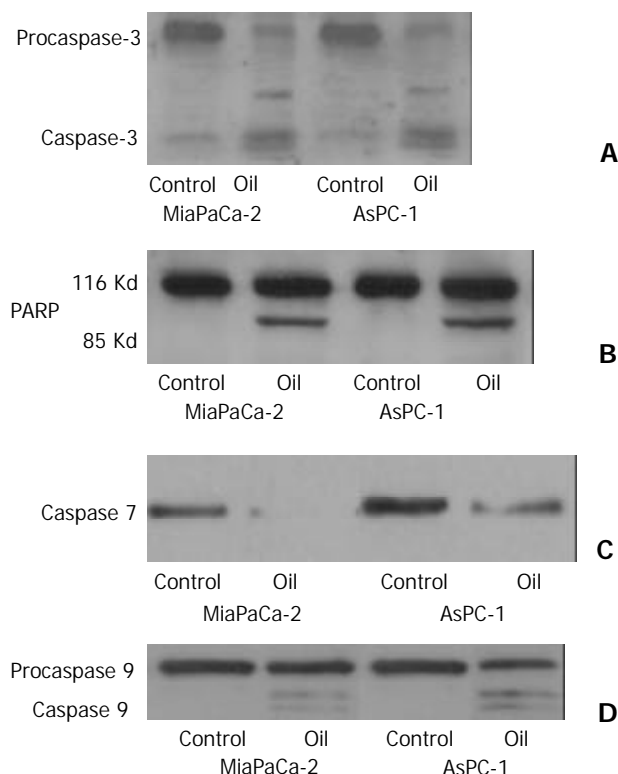 Procaspase-3
Caspase-3
A
Control Oil Control Oil
MiaPaCa-2 AsPC-1
116 Kd
PARP
85 Kd
B
Control Oil Control Oil
MiaPaCa-2 AsPC-1
Caspase 7
C
Control Oil Control Oil
MiaPaCa-2 AsPC-1
Procaspase 9
Caspase 9
D
Control Oil Control Oil
MiaPaCa-2 AsPC-1